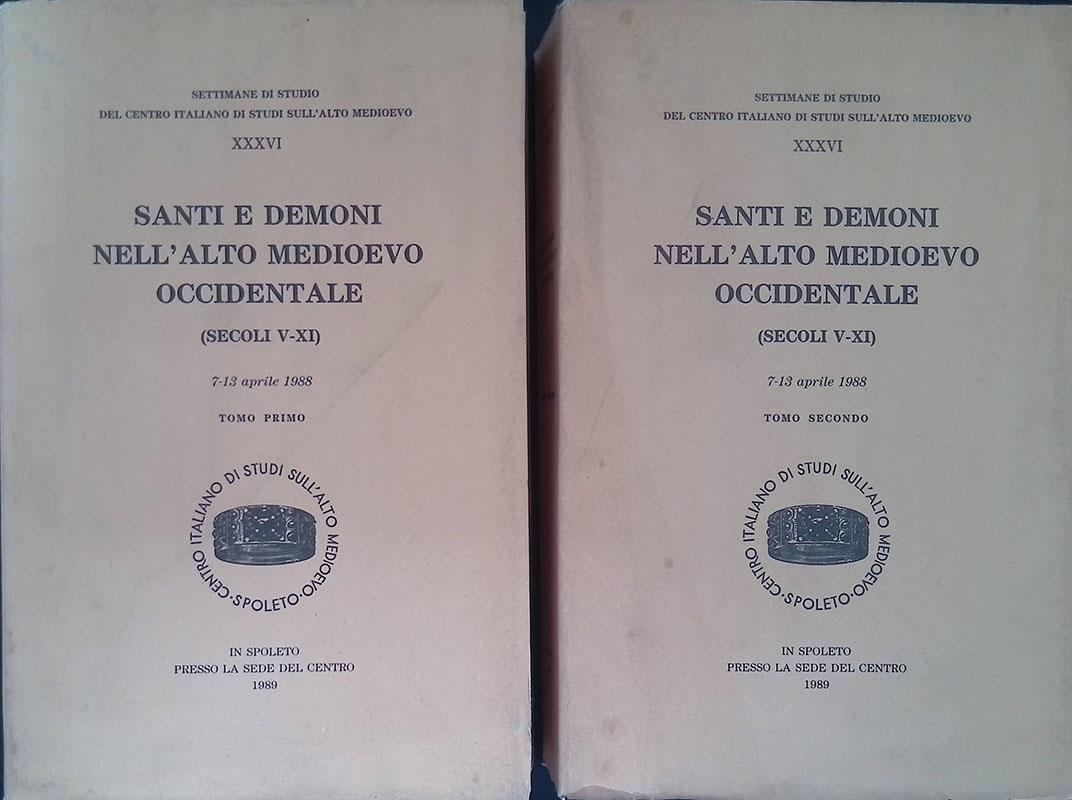 SETTIMANE DI STUDIO
DEL CENTRO ITALIANO DI STUDI SULL'ALTO MEDIOEVO
XXXVI
SANTI E DEMONI
NELL'ALTO MEDIOEVO
OCCIDENTALE
(SECOLI V-XI)
7-13 aprile 1988
TOMO PRIMO
CENTRO ITALIANO DI STUDI SULL'ALTO MEDIOEVO · SPOLETO ·
IN SPOLETO
PRESSO LA SEDE DEL CENTRO
1989
SETTIMANE DI STUDIO
DEL CENTRO ITALIANO DI STUDI SULL'ALTO MEDIOEVO
XXXVI
SANTI E DEMONI
NELL'ALTO MEDIOEVO
OCCIDENTALE
(SECOLI V-XI)
7-13 aprile 1988
TOMO SECONDO
CENTRO ITALIANO DI STUDI SULL'ALTO MEDIOEVO · SPOLETO ·
IN SPOLETO
PRESSO LA SEDE DEL CENTRO
1989